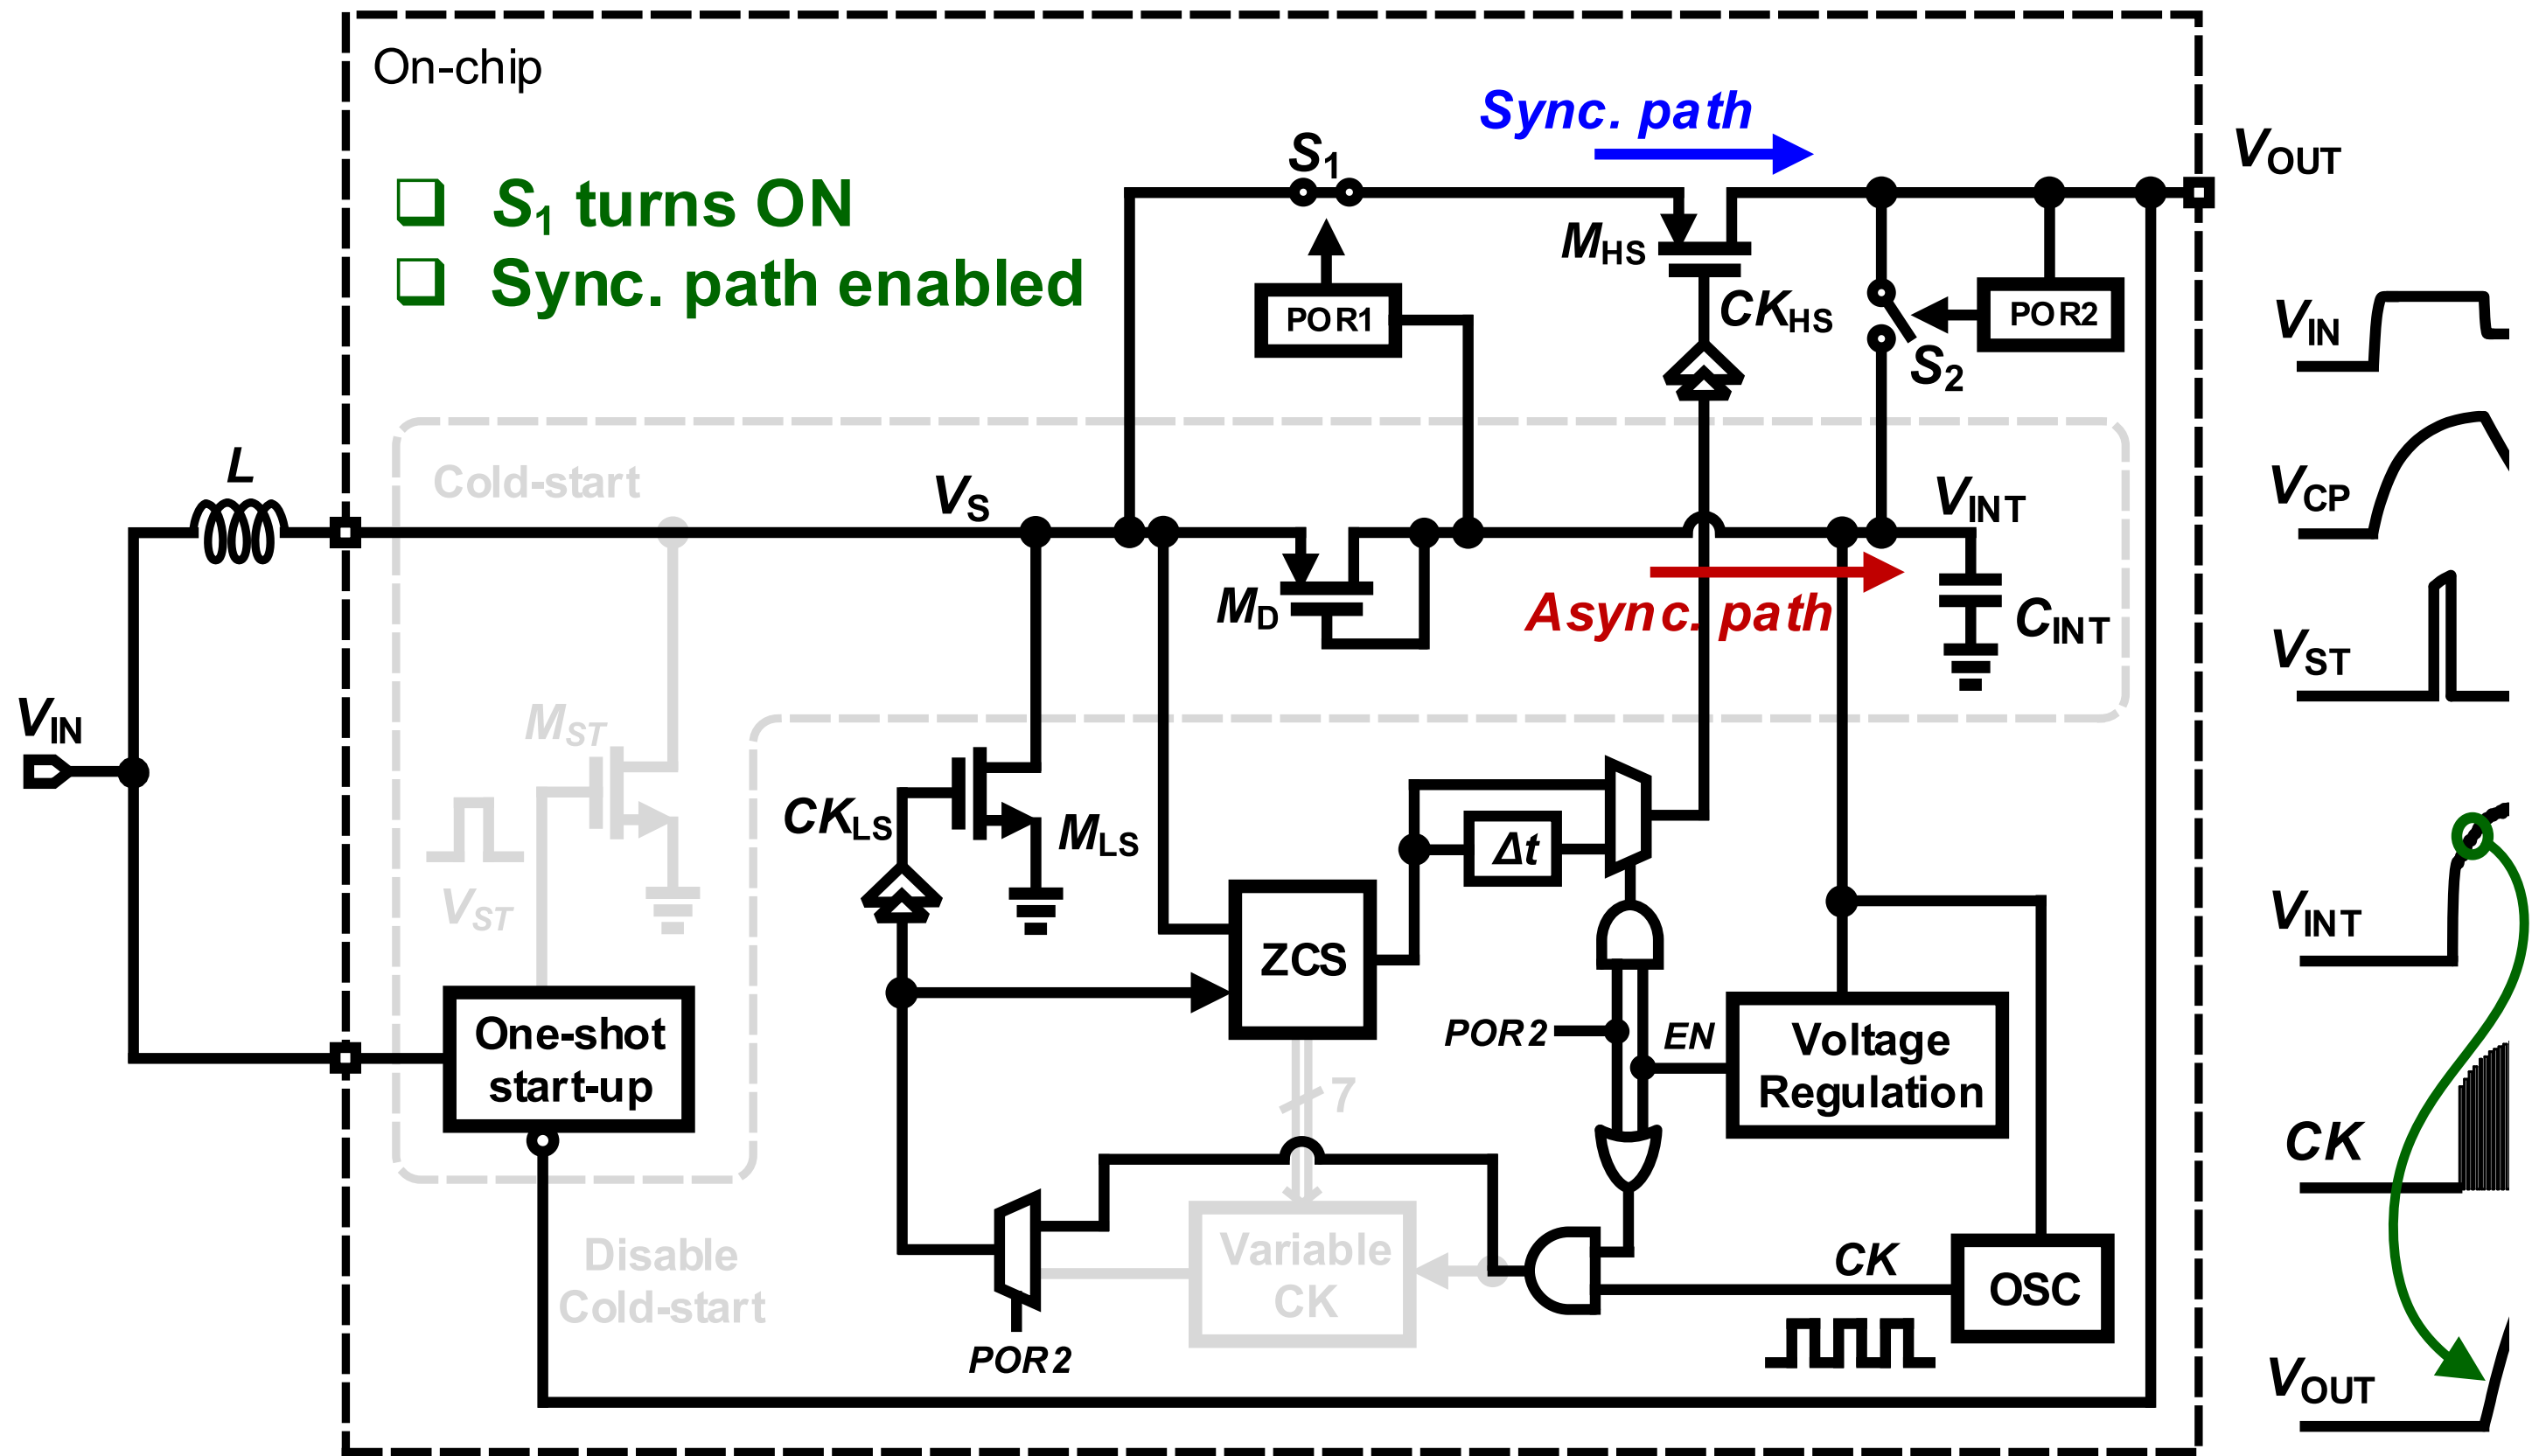 On-chip
Sync. path
S1
VOUT
S1 turns ON
Sync. path enabled
MHS
POR1
CKHS
POR2
S2
VIN
L
Cold-start
VS
VINT
VCP
MD
Async. path
CINT
VST
VIN
MST
CKLS
MLS
Δt
VST
ZCS
VINT
POR2
EN
One-shot
start-up
Voltage
Regulation
7
CK
Disable
Cold-start
Variable
CK
CK
OSC
POR2
VOUT